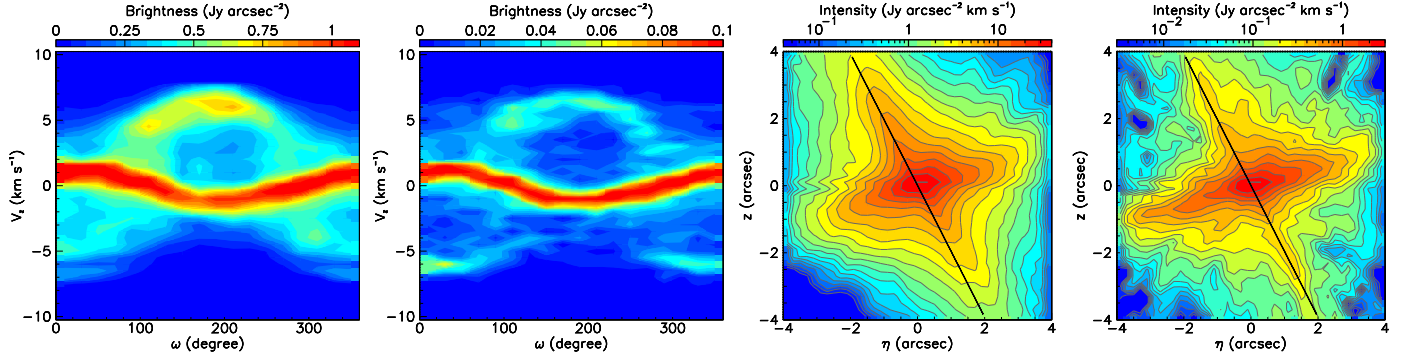 Brightness (Jy arcsec⁻²)
0 0.25 0.5 0.75 1
10
5
0
−5
−10
Vz (km s⁻¹)
0 100 200 300
ω (degree)
Brightness (Jy arcsec⁻²)
0 0.02 0.04 0.06 0.08 0.1
10
5
0
−5
−10
Vz (km s⁻¹)
0 100 200 300
ω (degree)
Intensity (Jy arcsec⁻² km s⁻¹)
10⁻¹ 1 10
4
2
0
−2
−4
z (arcsec)
−4 −2 0 2 4
η (arcsec)
Intensity (Jy arcsec⁻² km s⁻¹)
10⁻² 10⁻¹ 1
4
2
0
−2
−4
z (arcsec)
−4 −2 0 2 4
η (arcsec)